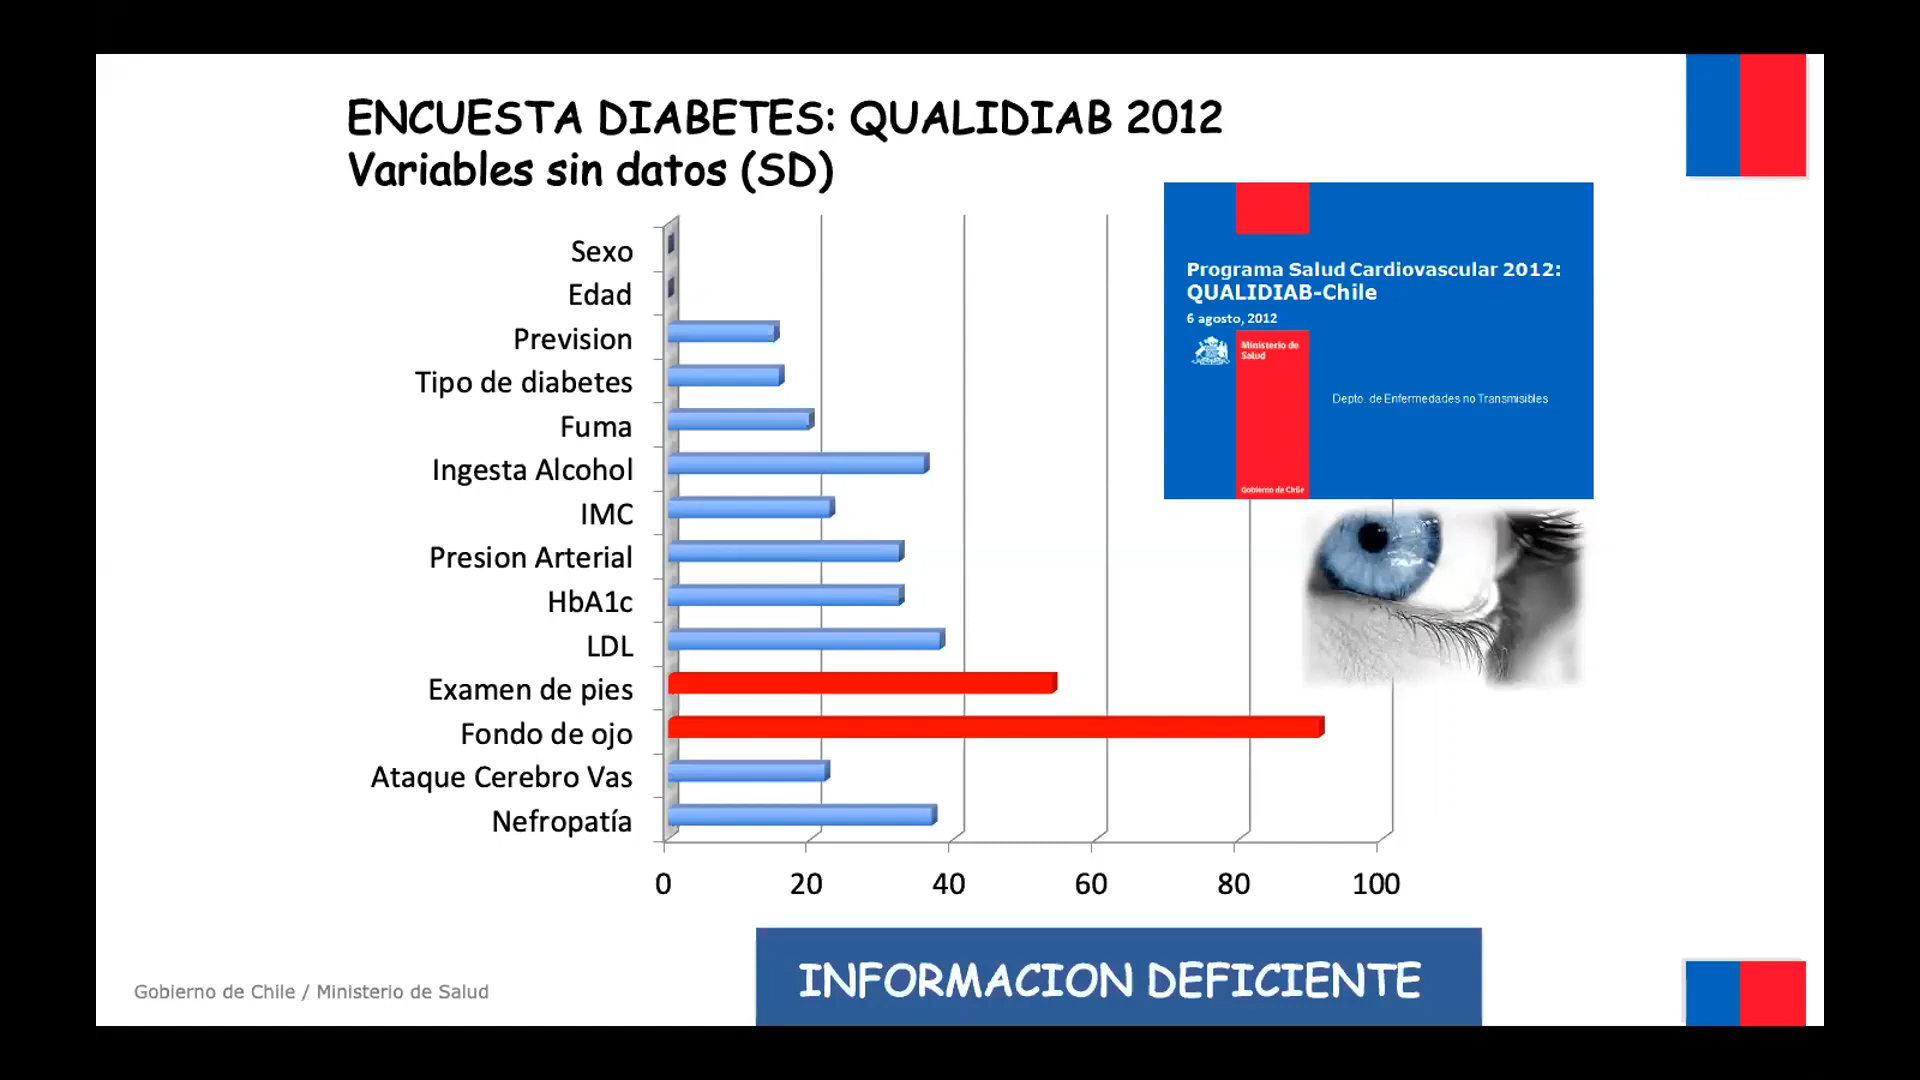 ENCUESTA DIABETES: QUALIDIAB 2012
Variables sin datos (SD)
Programa Salud Cardiovascular 2012:
QUALIDIAB-Chile
6 agosto, 2012
Ministerio de
Salud
Depto. de Enfermedades no Transmisibles
Gobierno de Chile
Sexo
Edad
Prevision
Tipo de diabetes
Fuma
Ingesta Alcohol
IMC
Presion Arterial
HbA1c
LDL
Examen de pies
Fondo de ojo
Ataque Cerebro Vas
Nefropatía
0 20 40 60 80 100
INFORMACION DEFICIENTE
Gobierno de Chile / Ministerio de Salud